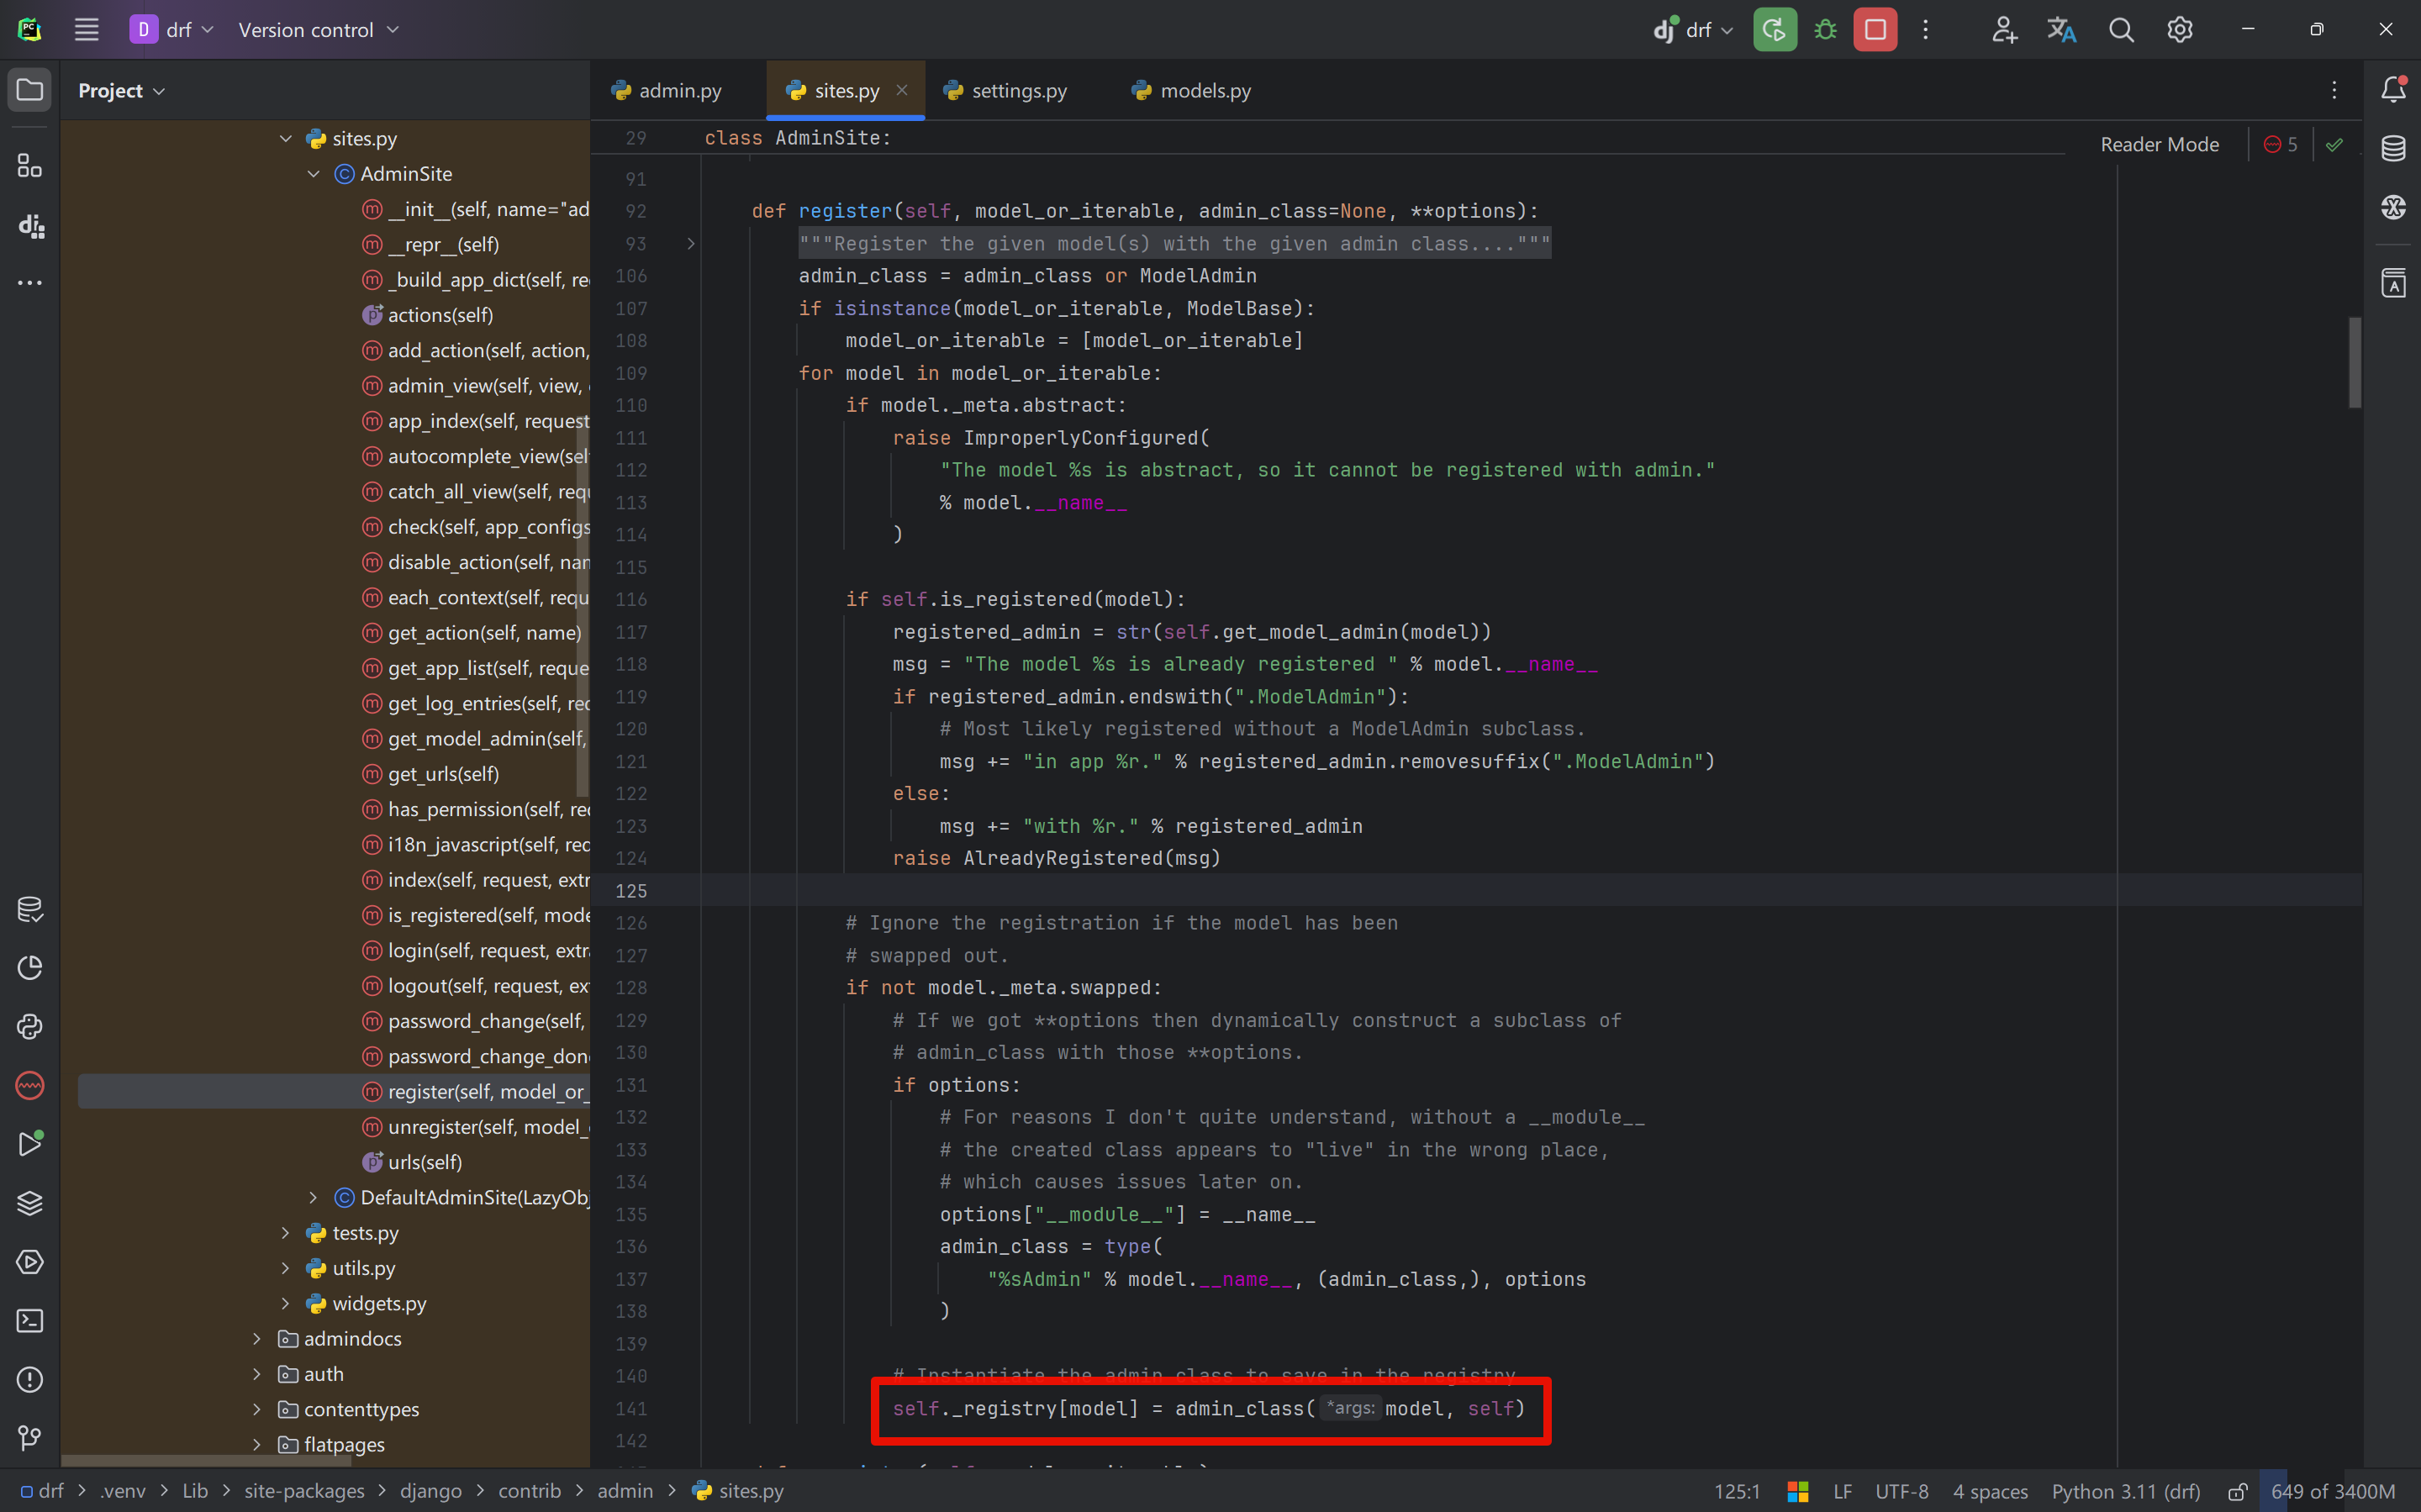 PC
D drf Version control
dj drf
Project
admin.py sites.py settings.py models.py
sites.py
AdminSite
__init__(self, name="ad
__repr__(self)
_build_app_dict(self, re
actions(self)
add_action(self, action,
admin_view(self, view,
app_index(self, request
autocomplete_view(self
catch_all_view(self, requ
check(self, app_configs
disable_action(self, nam
each_context(self, requ
get_action(self, name)
get_app_list(self, reque
get_log_entries(self, req
get_model_admin(self,
get_urls(self)
has_permission(self, re
i18n_javascript(self, req
index(self, request, extr
is_registered(self, mode
login(self, request, extra
logout(self, request, ext
password_change(self,
password_change_don
register(self, model_or_
unregister(self, model_
urls(self)
DefaultAdminSite(LazyObj
tests.py
utils.py
widgets.py
admindocs
auth
contenttypes
flatpages
29 class AdminSite:
Reader Mode 5
91
92 def register(self, model_or_iterable, admin_class=None, **options):
93 """Register the given model(s) with the given admin class...."""
106 admin_class = admin_class or ModelAdmin
107 if isinstance(model_or_iterable, ModelBase):
108 model_or_iterable = [model_or_iterable]
109 for model in model_or_iterable:
110 if model._meta.abstract:
111 raise ImproperlyConfigured(
112 "The model %s is abstract, so it cannot be registered with admin."
113 % model.__name__
114 )
115
116 if self.is_registered(model):
117 registered_admin = str(self.get_model_admin(model))
118 msg = "The model %s is already registered " % model.__name__
119 if registered_admin.endswith(".ModelAdmin"):
120 # Most likely registered without a ModelAdmin subclass.
121 msg += "in app %r." % registered_admin.removesuffix(".ModelAdmin")
122 else:
123 msg += "with %r." % registered_admin
124 raise AlreadyRegistered(msg)
125
126 # Ignore the registration if the model has been
127 # swapped out.
128 if not model._meta.swapped:
129 # If we got **options then dynamically construct a subclass of
130 # admin_class with those **options.
131 if options:
132 # For reasons I don't quite understand, without a __module__
133 # the created class appears to "live" in the wrong place,
134 # which causes issues later on.
135 options["__module__"] = __name__
136 admin_class = type(
137 "%sAdmin" % model.__name__, (admin_class,), options
138 )
139
140 # Instantiate the admin class to save in the registry
141 self._registry[model] = admin_class( *args: model, self)
142
drf > .venv > Lib > site-packages > django > contrib > admin > sites.py
125:1 LF UTF-8 4 spaces Python 3.11 (drf) 649 of 3400M